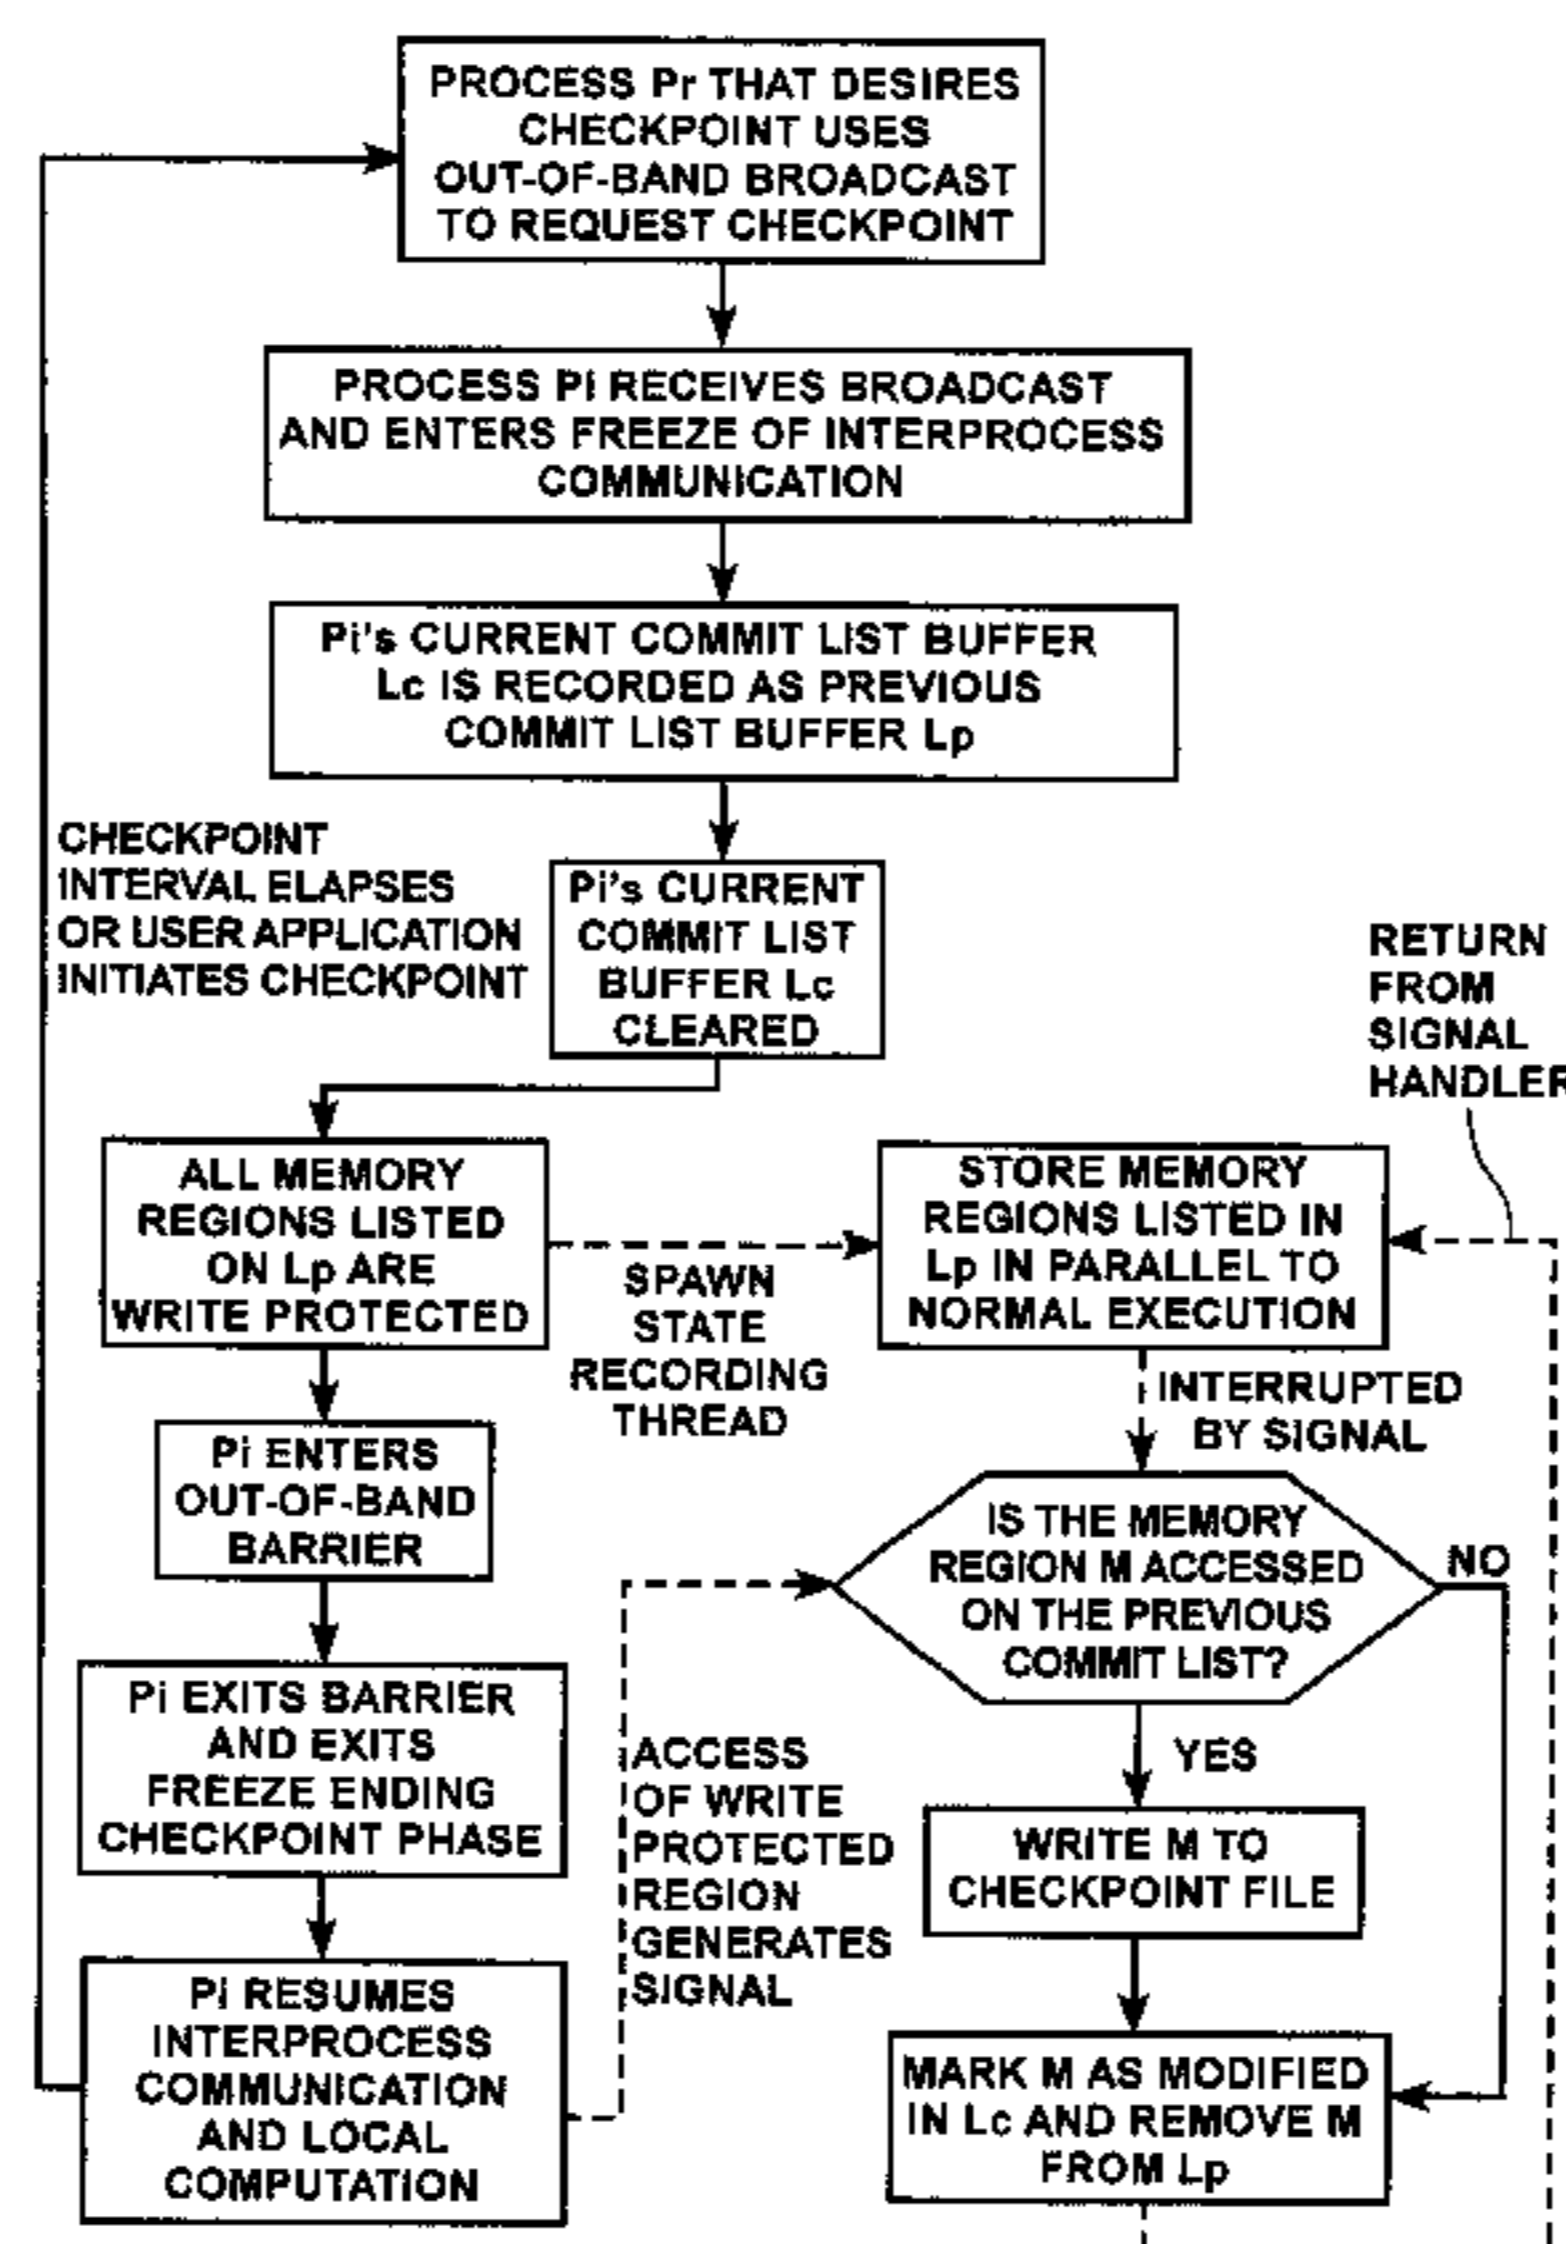 PROCESS Pr THAT DESIRES
CHECKPOINT USES
OUT-OF-BAND BROADCAST
TO REQUEST CHECKPOINT
PROCESS Pi RECEIVES BROADCAST
AND ENTERS FREEZE OF INTERPROCESS
COMMUNICATION
Pi's CURRENT COMMIT LIST BUFFER
Lc IS RECORDED AS PREVIOUS
COMMIT LIST BUFFER Lp
CHECKPOINT
INTERVAL ELAPSES
OR USER APPLICATION
INITIATES CHECKPOINT
Pi's CURRENT
COMMIT LIST
BUFFER Lc
CLEARED
RETURN
FROM
SIGNAL
HANDLER
ALL MEMORY
REGIONS LISTED
ON Lp ARE
WRITE PROTECTED
SPAWN
STATE
RECORDING
THREAD
STORE MEMORY
REGIONS LISTED IN
Lp IN PARALLEL TO
NORMAL EXECUTION
INTERRUPTED
BY SIGNAL
Pi ENTERS
OUT-OF-BAND
BARRIER
IS THE MEMORY
REGION M ACCESSED
ON THE PREVIOUS
COMMIT LIST?
NO
YES
Pi EXITS BARRIER
AND EXITS
FREEZE ENDING
CHECKPOINT PHASE
ACCESS
OF WRITE
PROTECTED
REGION
GENERATES
SIGNAL
WRITE M TO
CHECKPOINT FILE
Pi RESUMES
INTERPROCESS
COMMUNICATION
AND LOCAL
COMPUTATION
MARK M AS MODIFIED
IN Lc AND REMOVE M
FROM Lp